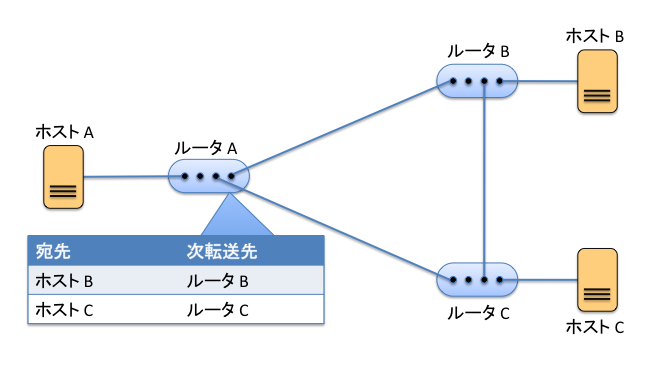 ルータ B
ホスト B
ホスト A
ルータ A
宛先 次転送先
ホスト B ルータ B
ホスト C ルータ C
ルータ C
ホスト C